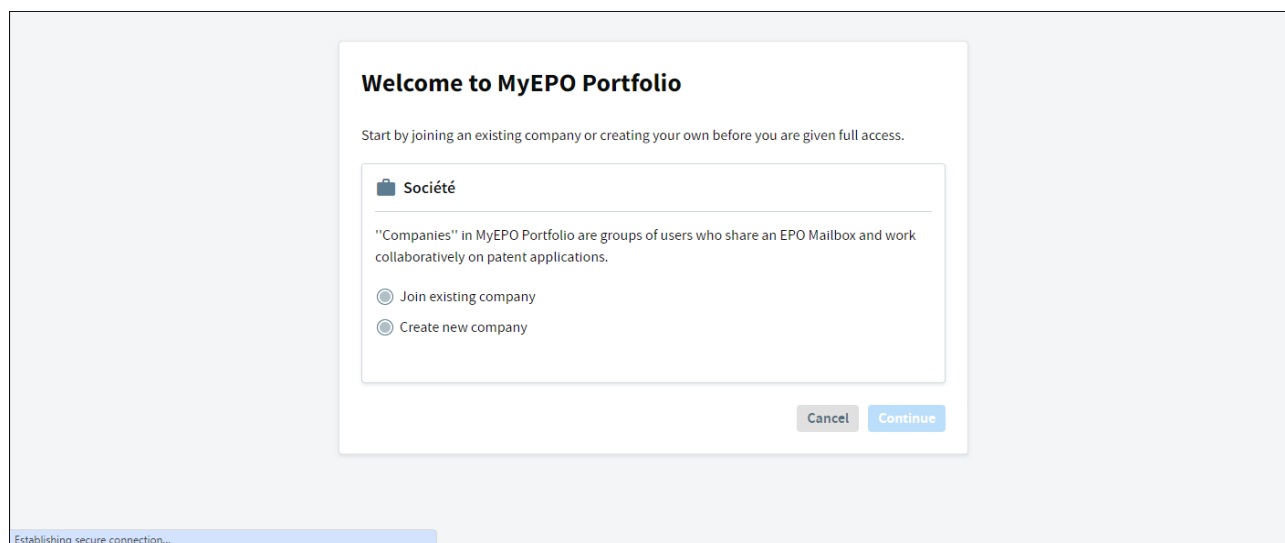 Welcome to MyEPO Portfolio
Start by joining an existing company or creating your own before you are given full access.
Société
''Companies'' in MyEPO Portfolio are groups of users who share an EPO Mailbox and work
collaboratively on patent applications.
Join existing company
Create new company
Cancel Continue
Establishing secure connection...